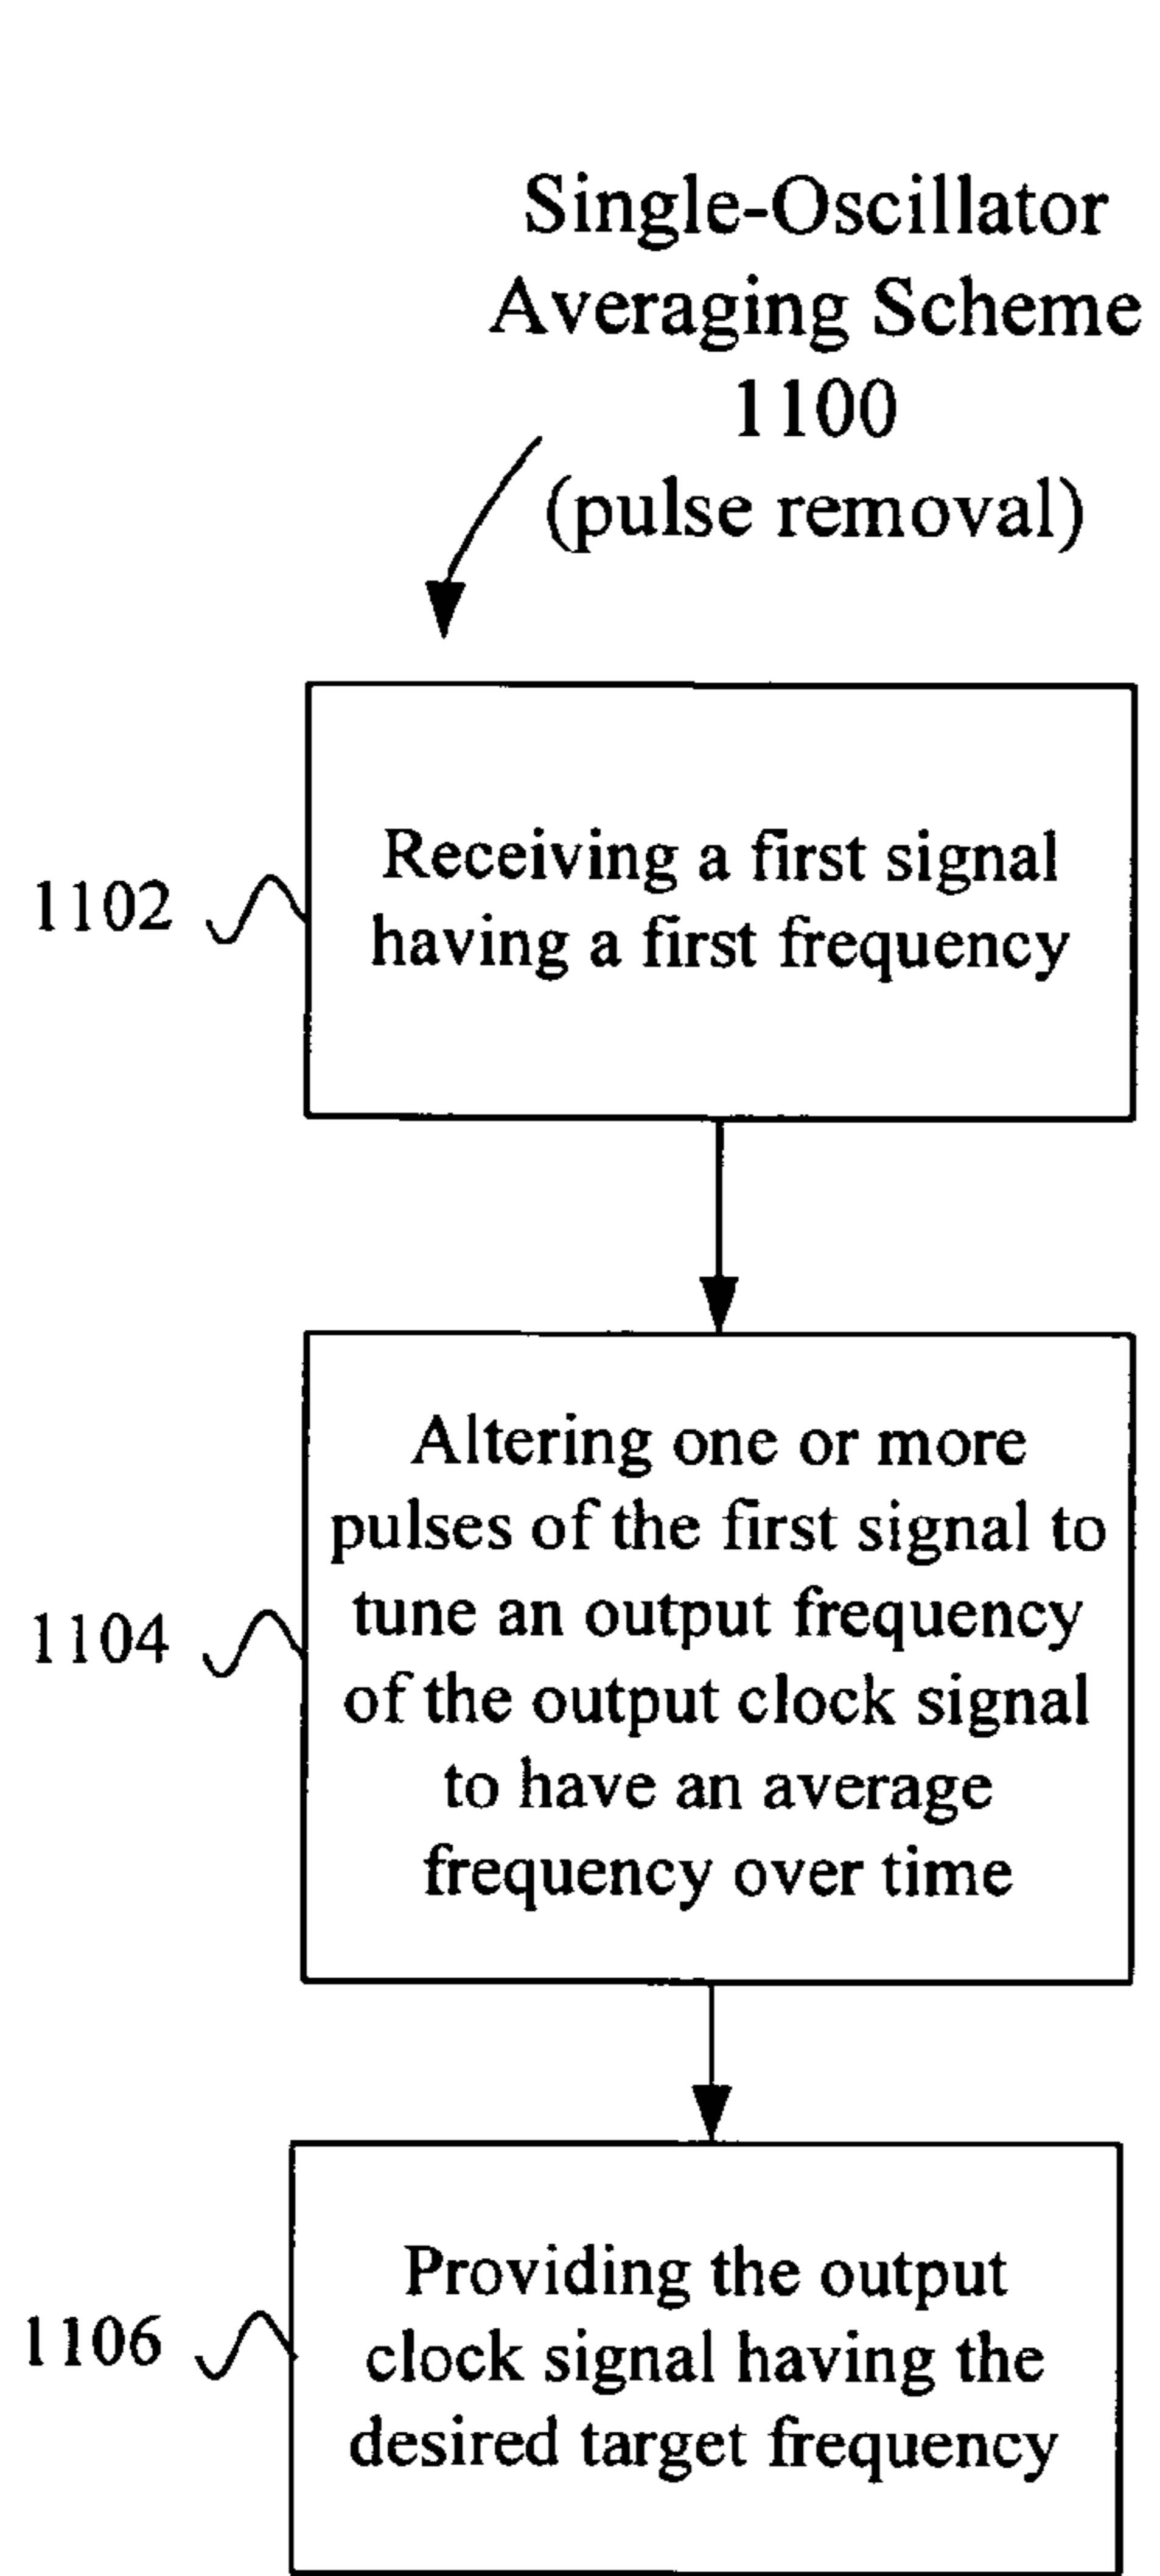 Single-Oscillator
Averaging Scheme
1100
(pulse removal)
1102
Receiving a first signal
having a first frequency
1104
Altering one or more
pulses of the first signal to
tune an output frequency
of the output clock signal
to have an average
frequency over time
1106
Providing the output
clock signal having the
desired target frequency